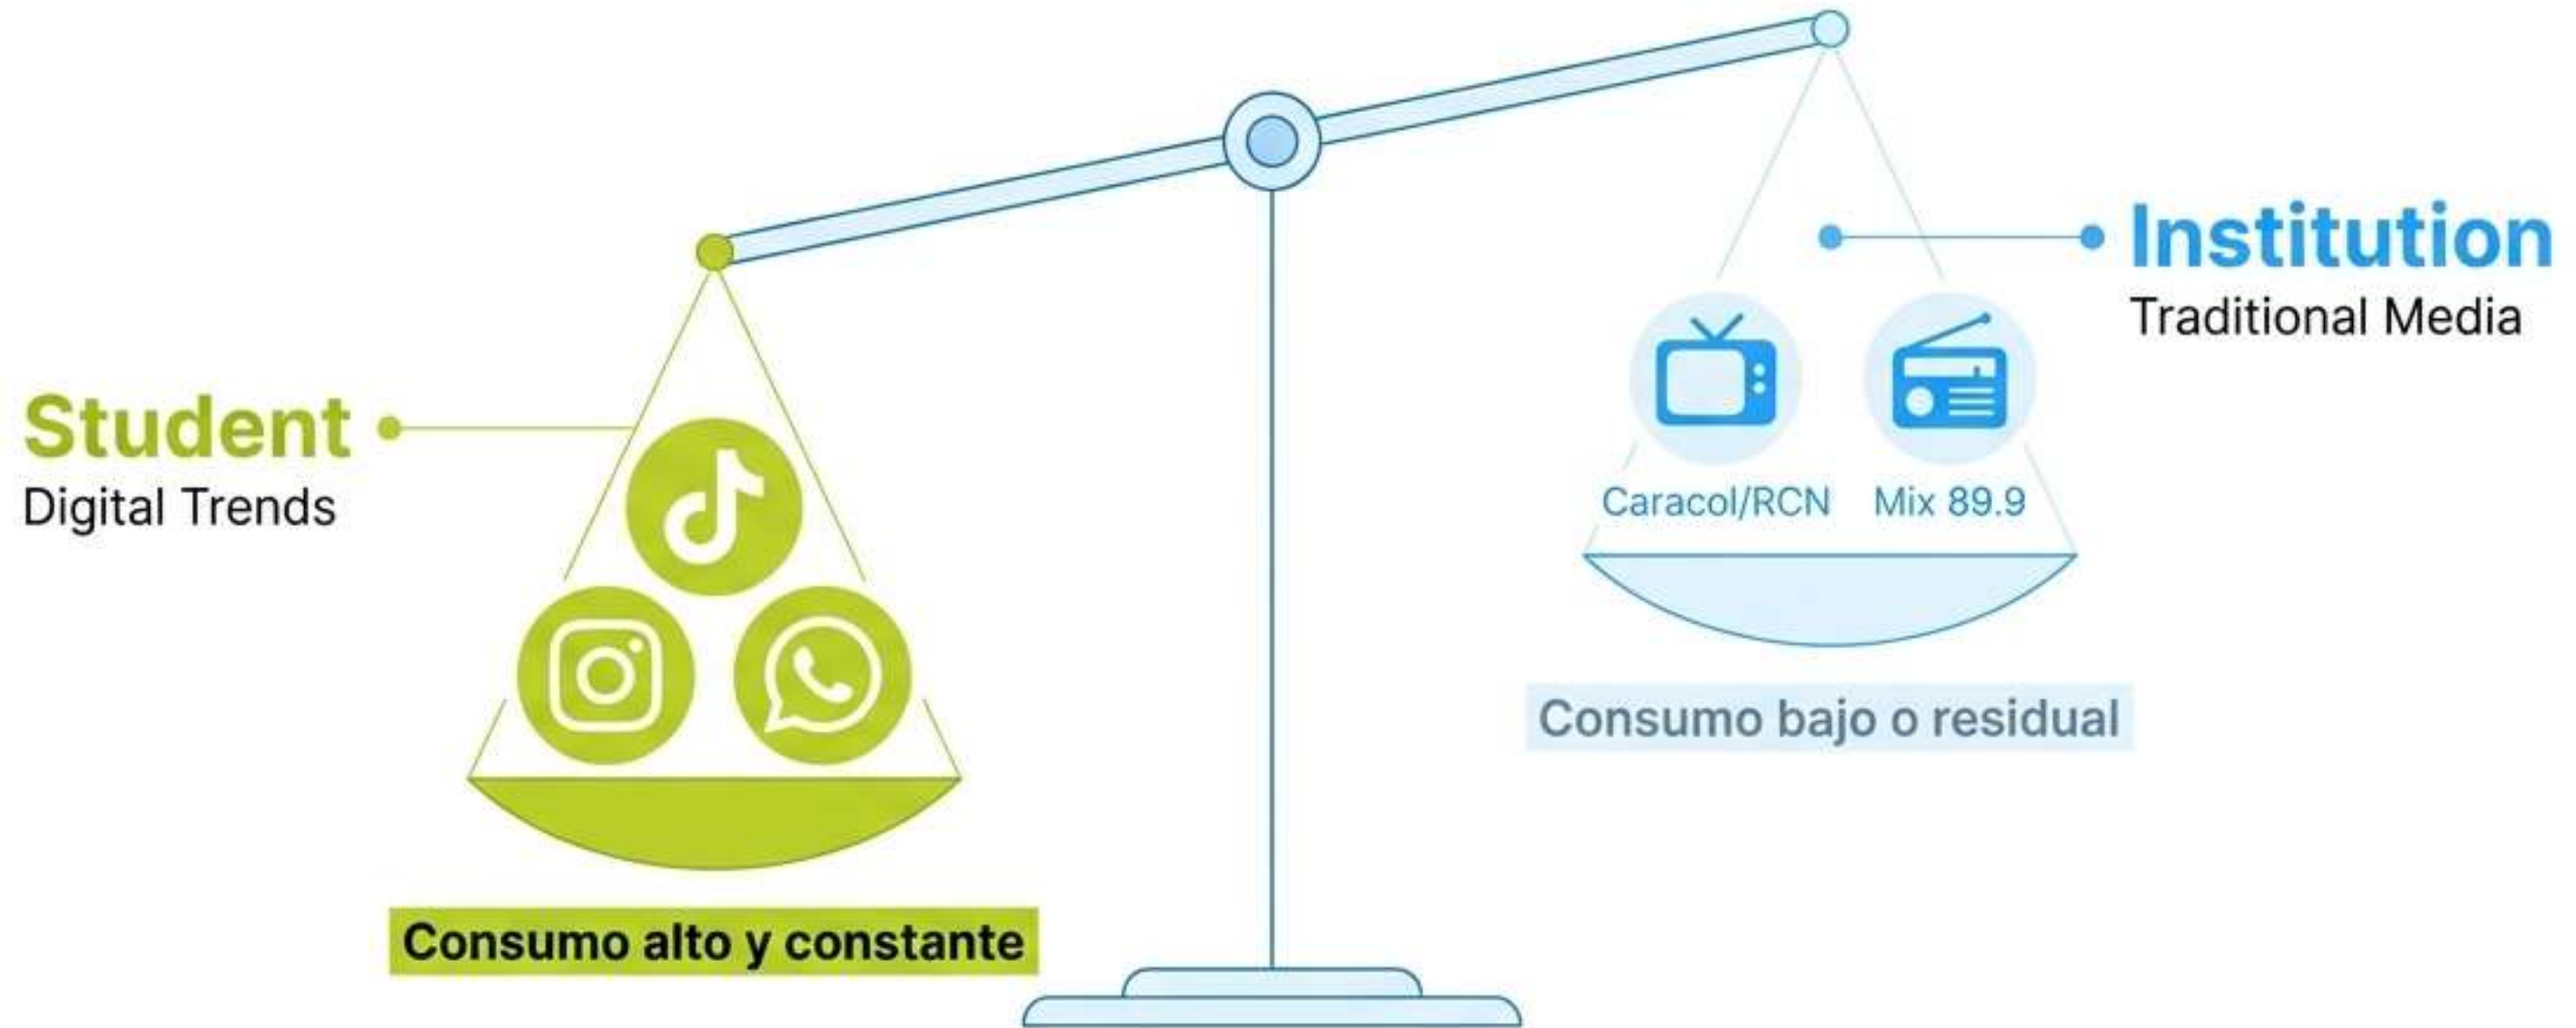 Student
Digital Trends
Consumo alto y constante
Institution
Traditional Media
Caracol/RCN
Mix 89.9
Consumo bajo o residual